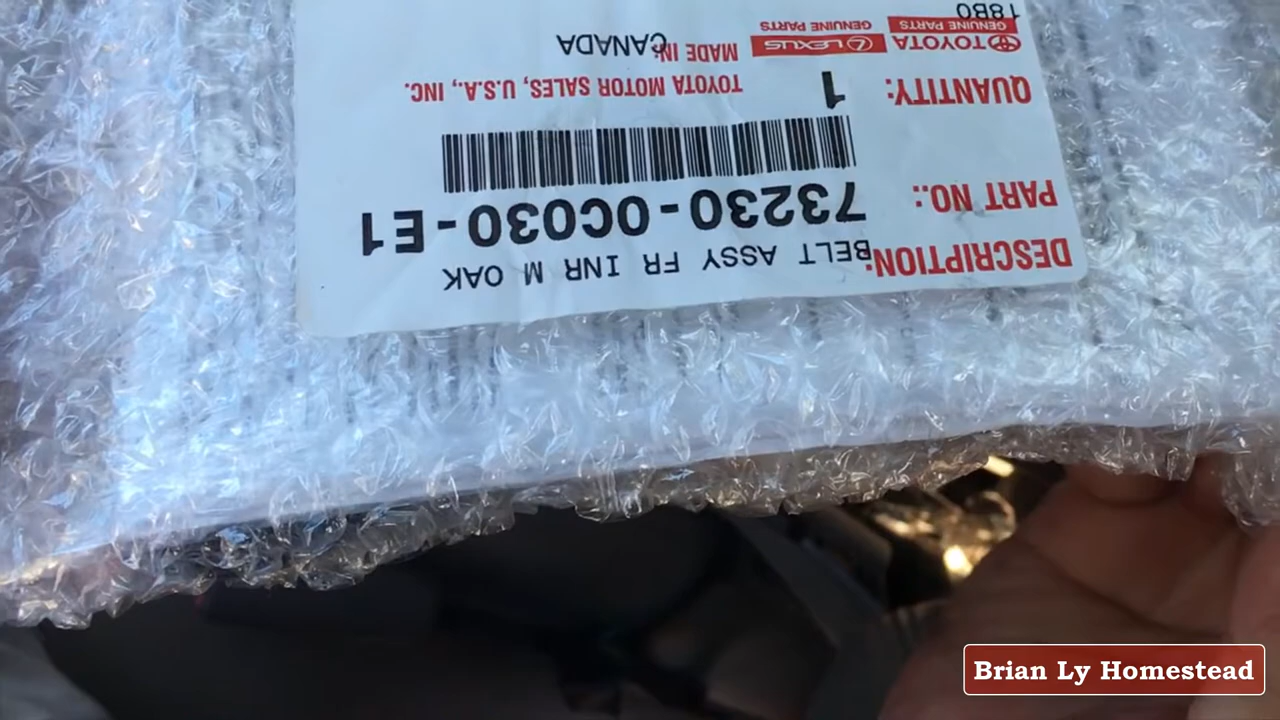 DESCRIPTION: BELT ASSY FR INR M OAK
PART NO.: 73230-0C030-E1
QUANTITY: 1
TOYOTA MOTOR SALES, U.S.A., INC.
TOYOTA GENUINE PARTS
LEXUS GENUINE PARTS
MADE IN: CANADA
18B0
Brian Ly Homestead